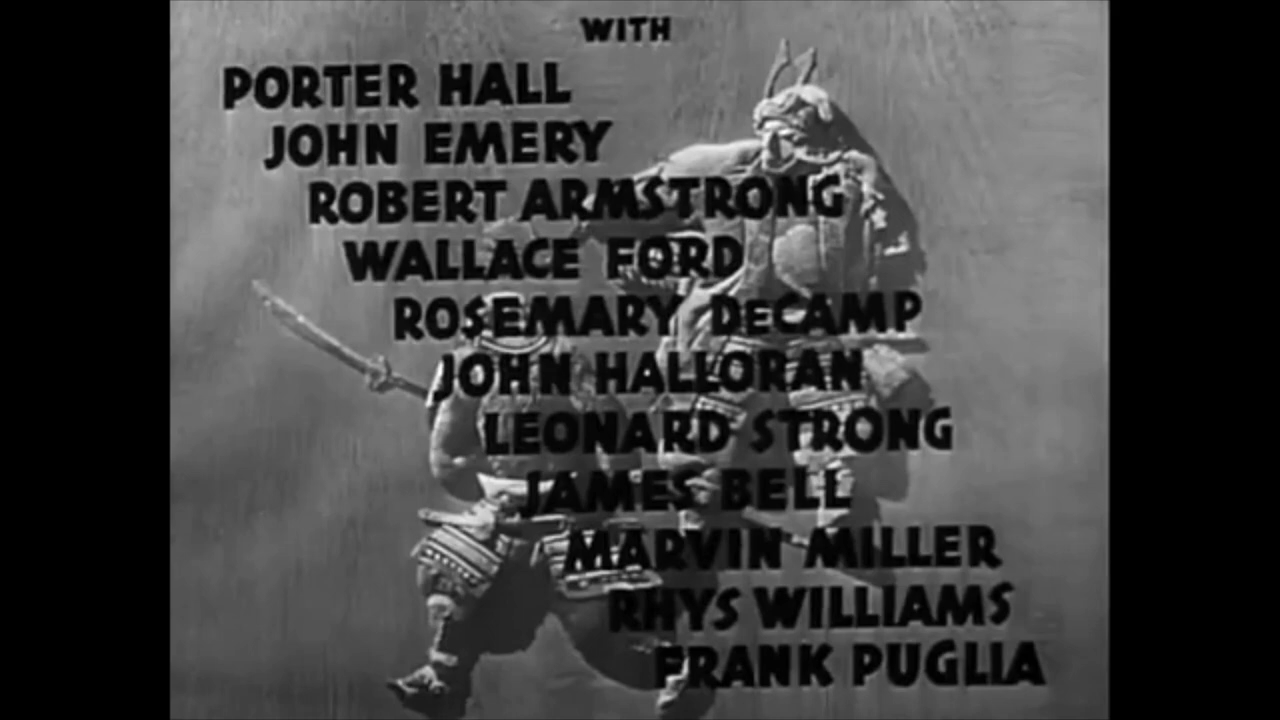 WITH
PORTER HALL
JOHN EMERY
ROBERT ARMSTRONG
WALLACE FORD
ROSEMARY DECAMP
JOHN HALLORAN
LEONARD STRONG
JAMES BELL
MARVIN MILLER
RHYS WILLIAMS
FRANK PUGLIA